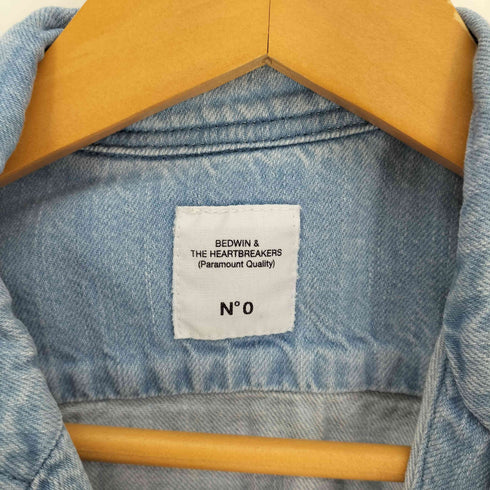 BEDWIN &
THE HEARTBREAKERS
(Paramount Quality)
N° 0